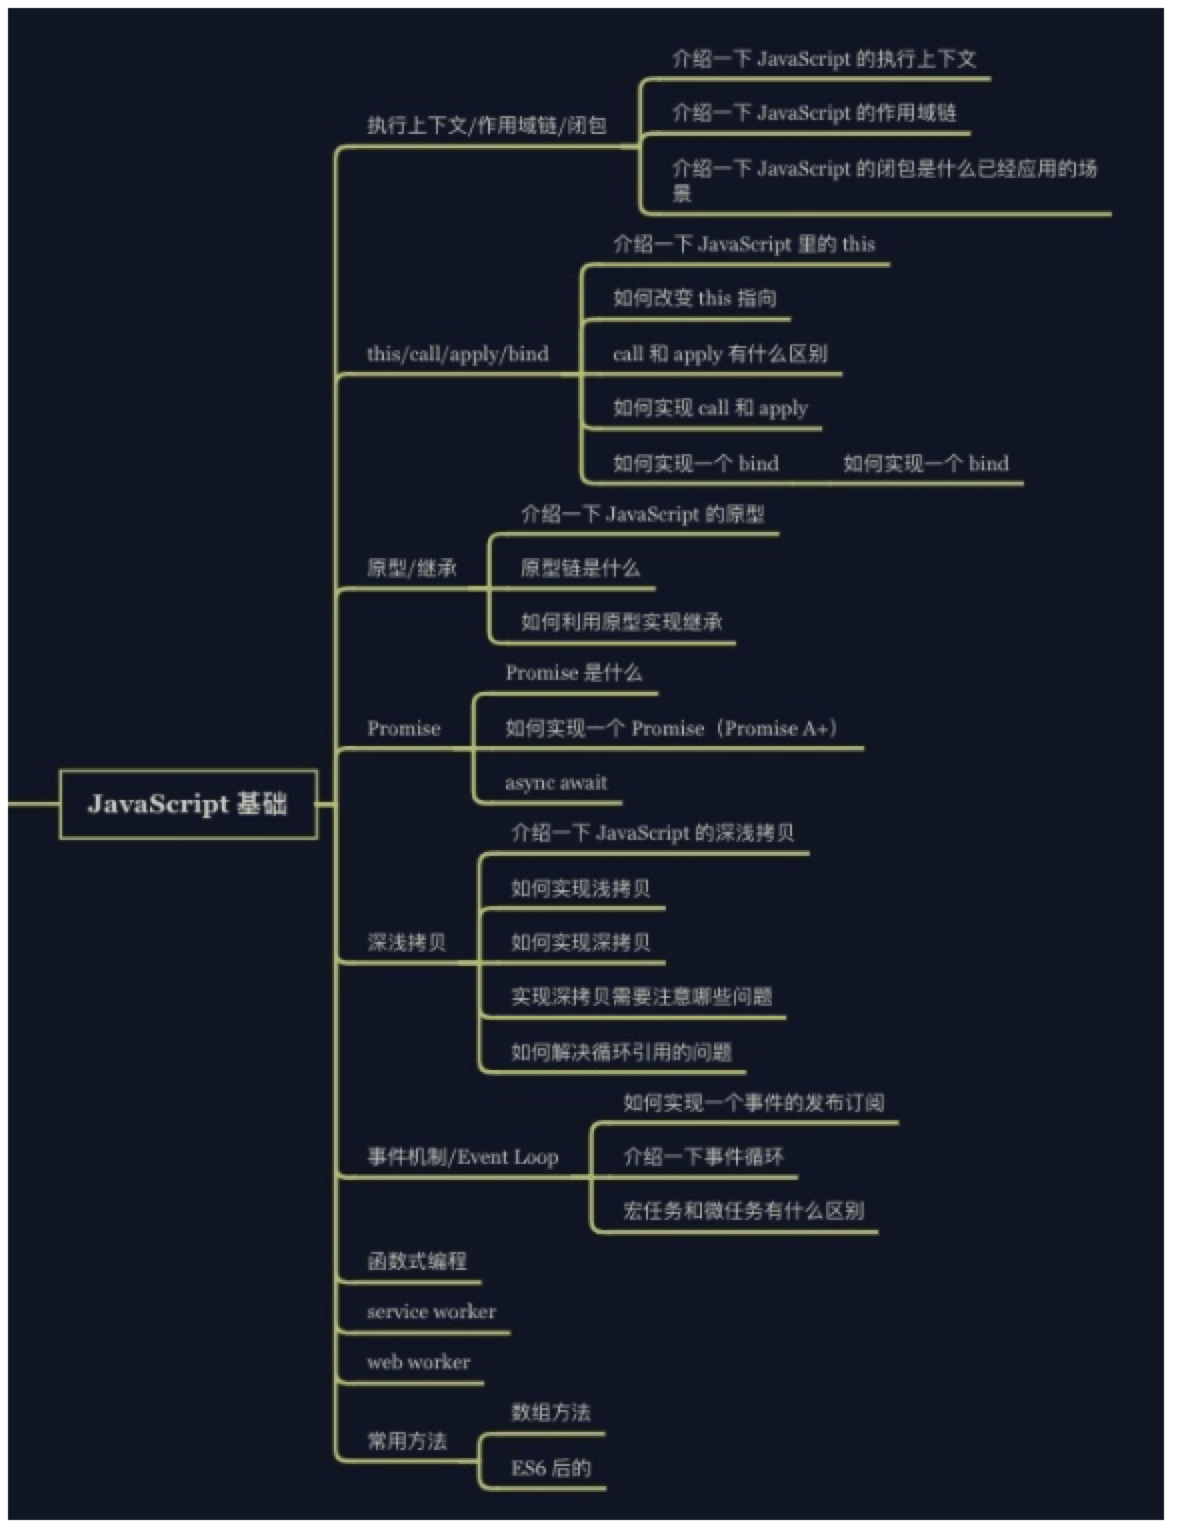 介绍一下 JavaScript 的执行上下文
执行上下文/作用域链/闭包
介绍一下 JavaScript 的作用域链
介绍一下 JavaScript 的闭包是什么已经应用的场
景
介绍一下 JavaScript 里的 this
如何改变 this 指向
this/call/apply/bind
call 和 apply 有什么区别
如何实现 call 和 apply
如何实现一个 bind
如何实现一个 bind
介绍一下 JavaScript 的原型
原型/继承
原型链是什么
如何利用原型实现继承
Promise 是什么
Promise
如何实现一个 Promise（Promise A+）
async await
JavaScript 基础
介绍一下 JavaScript 的深浅拷贝
如何实现浅拷贝
深浅拷贝
如何实现深拷贝
实现深拷贝需要注意哪些问题
如何解决循环引用的问题
如何实现一个事件的发布订阅
事件机制/Event Loop
介绍一下事件循环
宏任务和微任务有什么区别
函数式编程
service worker
web worker
常用方法
数组方法
ES6 后的